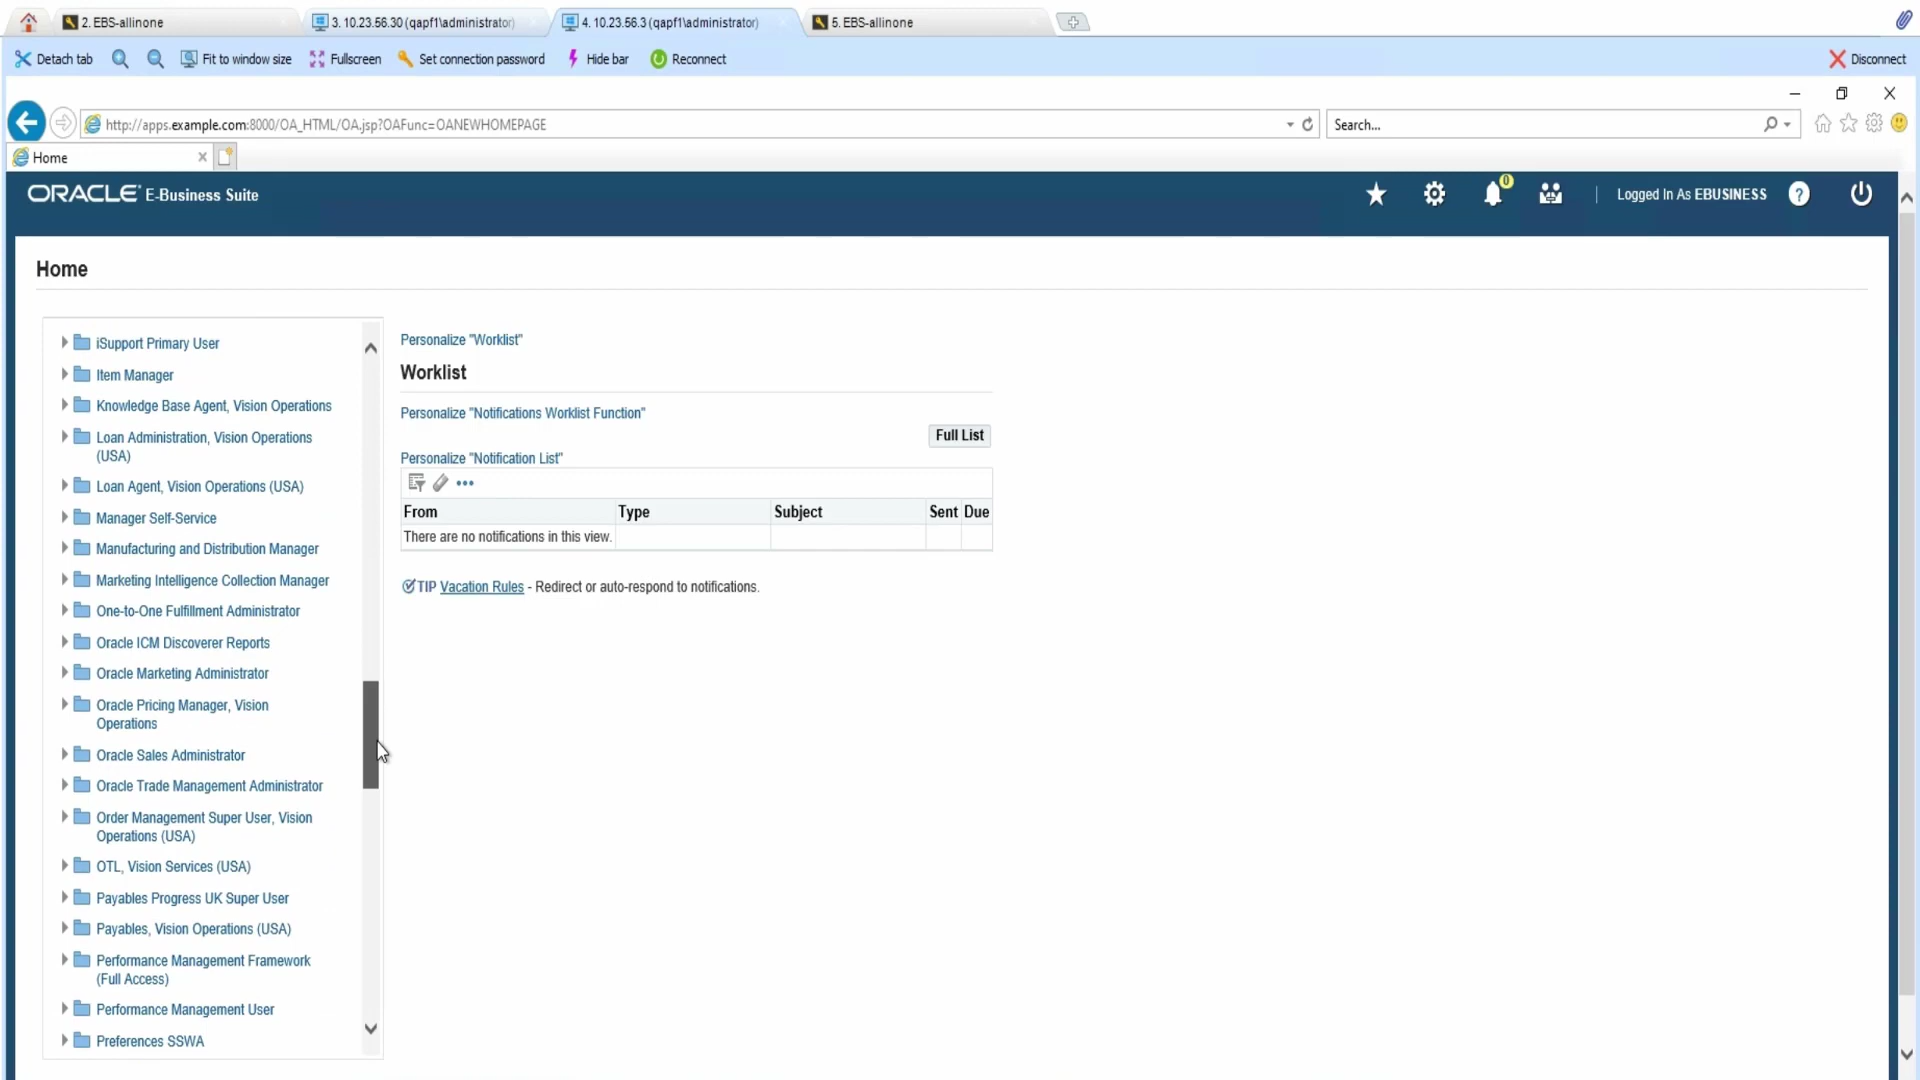 2. EBS-allinone
3. 10.23.56.30 (qapf1\administrator)
4. 10.23.56.3 (qapf1\administrator)
5. EBS-allinone
Detach tab
Fit to window size
Fullscreen
Set connection password
Hide bar
Reconnect
Disconnect
http://apps.example.com:8000/OA_HTML/OA.jsp?OAFunc=OANEWHOMEPAGE
Search...
Home
ORACLE E-Business Suite
0
Logged In As EBUSINESS
?
Home
iSupport Primary User
Item Manager
Knowledge Base Agent, Vision Operations
Loan Administration, Vision Operations
(USA)
Loan Agent, Vision Operations (USA)
Manager Self-Service
Manufacturing and Distribution Manager
Marketing Intelligence Collection Manager
One-to-One Fulfillment Administrator
Oracle ICM Discoverer Reports
Oracle Marketing Administrator
Oracle Pricing Manager, Vision
Operations
Oracle Sales Administrator
Oracle Trade Management Administrator
Order Management Super User, Vision
Operations (USA)
OTL, Vision Services (USA)
Payables Progress UK Super User
Payables, Vision Operations (USA)
Performance Management Framework
(Full Access)
Performance Management User
Preferences SSWA
Personalize "Worklist"
Worklist
Personalize "Notifications Worklist Function"
Full List
Personalize "Notification List"
From Type Subject Sent Due
There are no notifications in this view.
TIP Vacation Rules - Redirect or auto-respond to notifications.